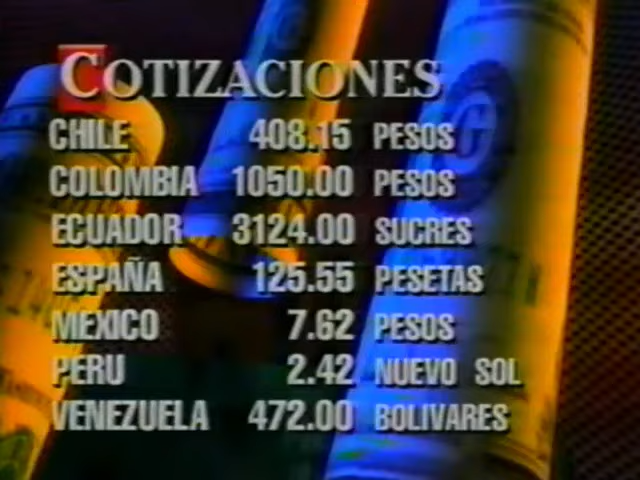 COTIZACIONES
CHILE 408.15 PESOS
COLOMBIA 1050.00 PESOS
ECUADOR 3124.00 SUCRES
ESPAÑA 125.55 PESETAS
MEXICO 7.62 PESOS
PERU 2.42 NUEVO SOL
VENEZUELA 472.00 BOLIVARES